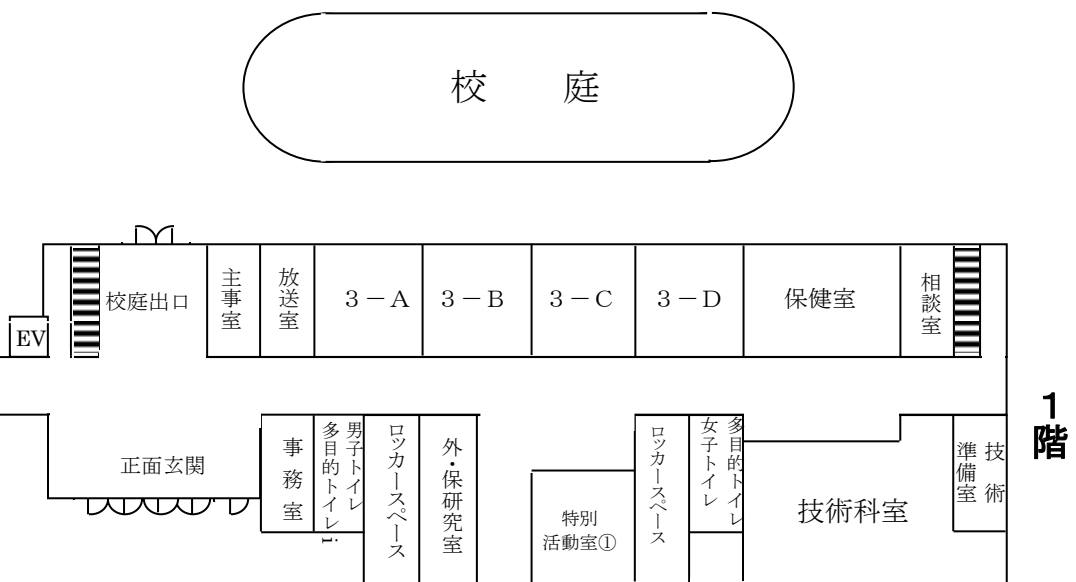 校　庭
校庭出口
主事室
放送室
３－Ａ
３－Ｂ
３－Ｃ
３－Ｄ
保健室
相談室
EV
1階
正面玄関
事務室
男子トイレ
多目的トイレi
ロッカースペース
外・保研究室
特別
活動室①
ロッカースペース
多目的トイレ
女子トイレ
技術科室
技術
準備室